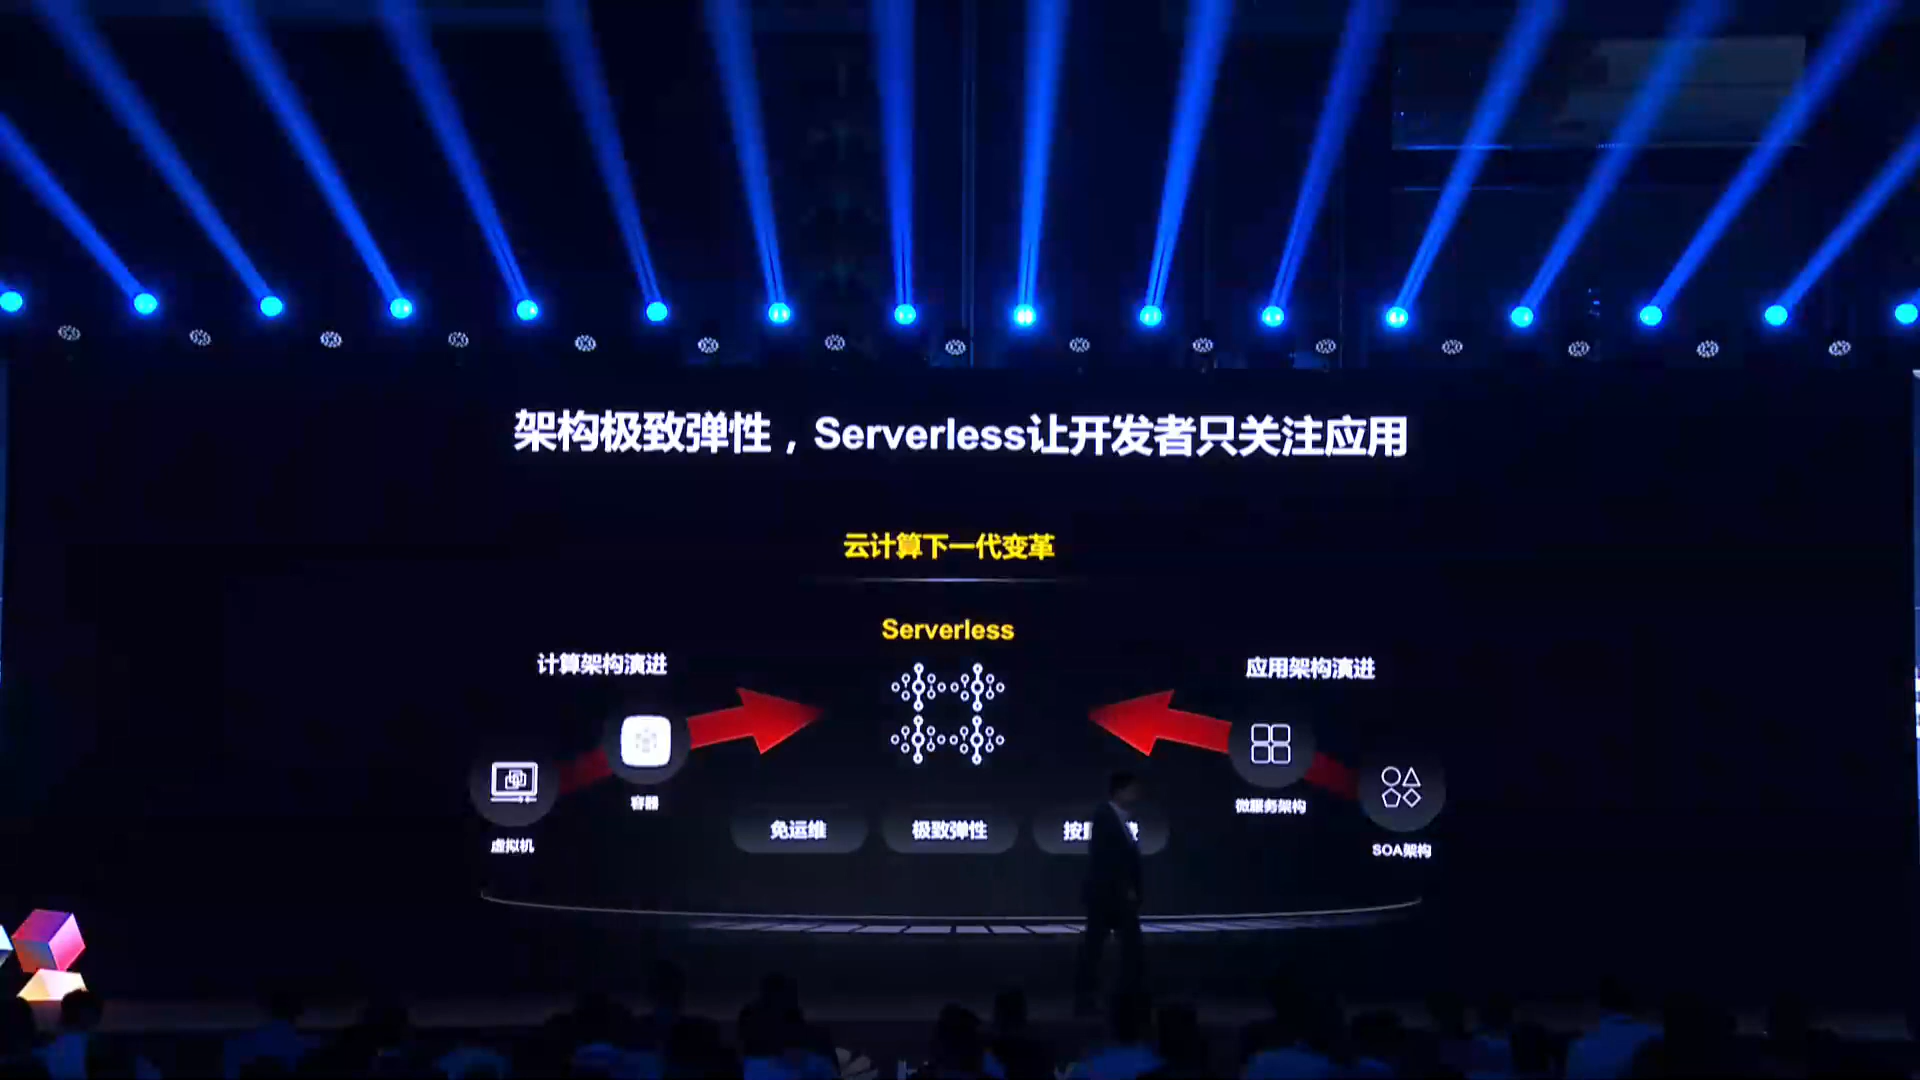 架构极致弹性，Serverless让开发者只关注应用
云计算下一代变革
Serverless
计算架构演进
应用架构演进
容器
虚拟机
微服务架构
SOA架构
免运维
极致弹性
按